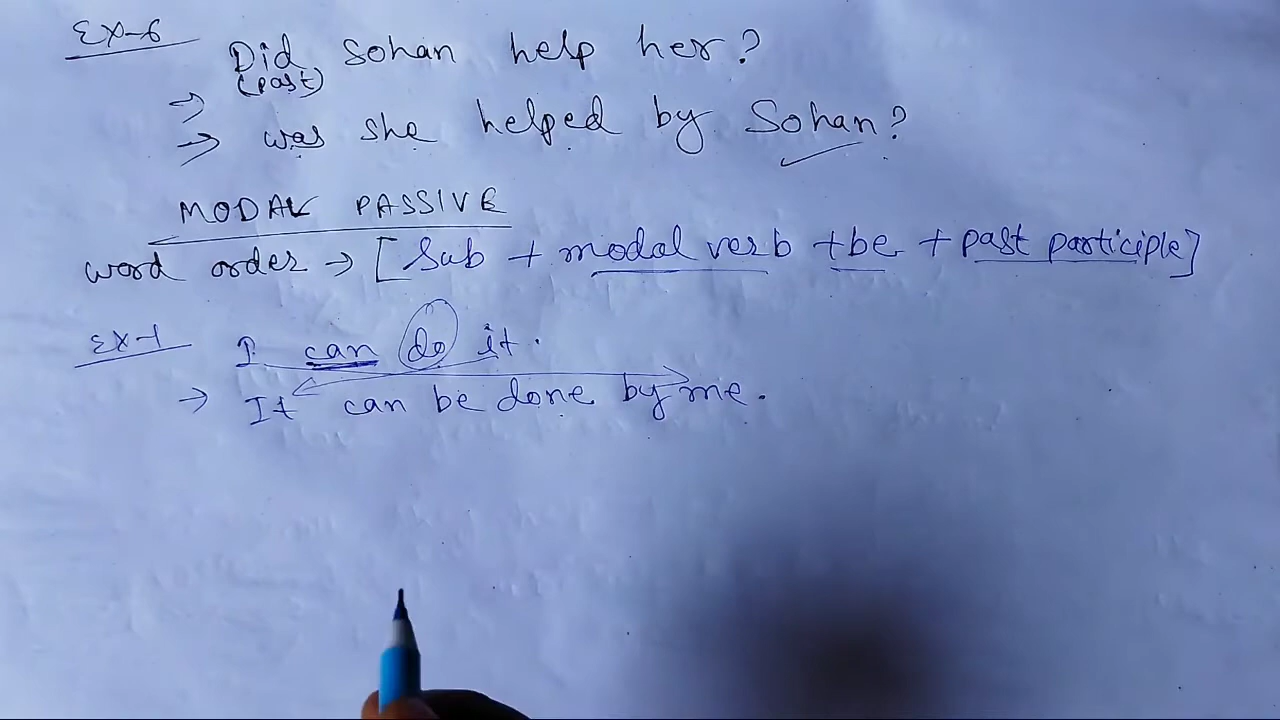 Ex-6 Did Sohan help her?
(past)
→
→ was she helped by Sohan?
MODAL PASSIVE
word order → [Sub + modal verb + be + past participle]
Ex-1 I can do it.
→ It can be done by me.